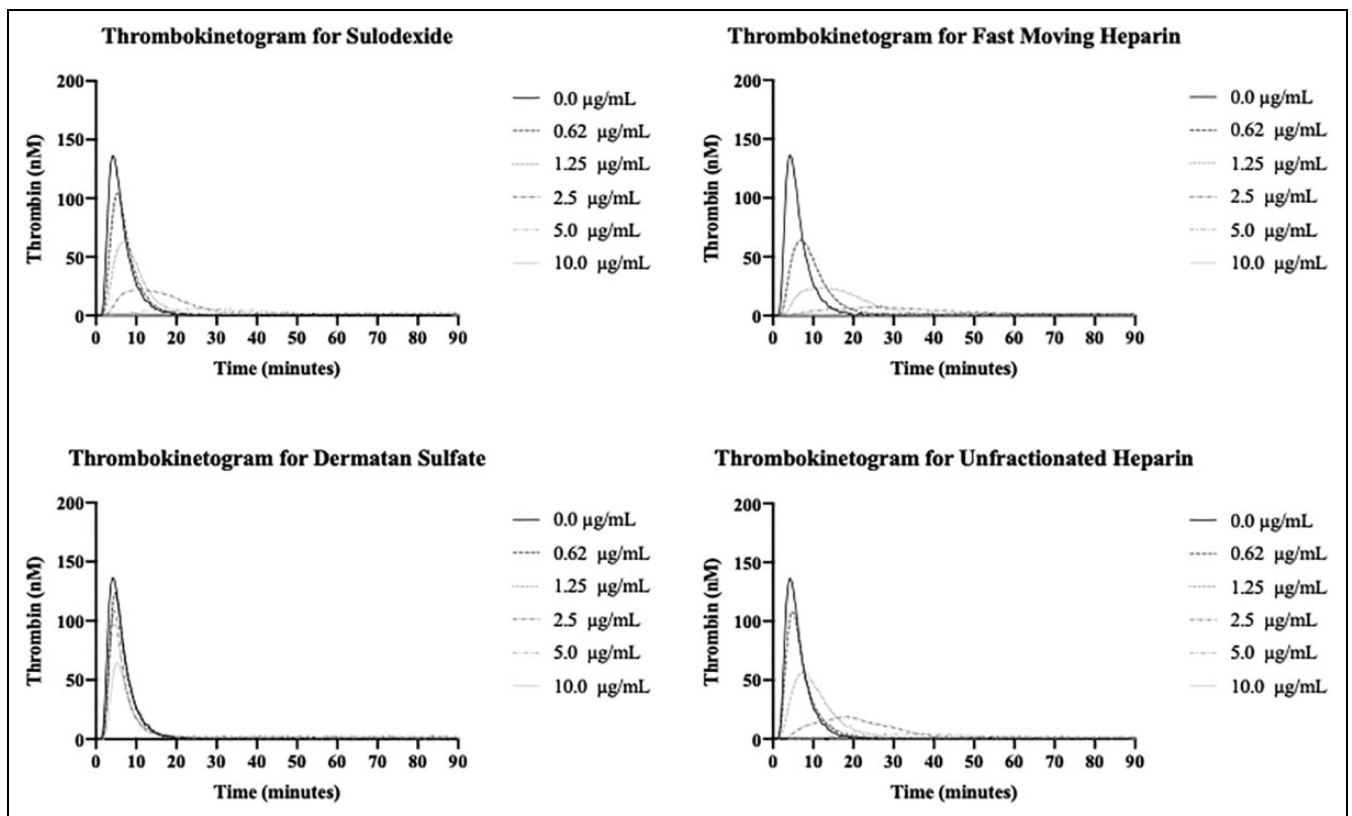 Thrombokinetogram for Sulodexide
200
150
100
50
0
Thrombin (nM)
0 10 20 30 40 50 60 70 80 90
Time (minutes)
0.0 µg/mL
0.62 µg/mL
1.25 µg/mL
2.5 µg/mL
5.0 µg/mL
10.0 µg/mL
Thrombokinetogram for Fast Moving Heparin
200
150
100
50
0
Thrombin (nM)
0 10 20 30 40 50 60 70 80 90
Time (minutes)
0.0 µg/mL
0.62 µg/mL
1.25 µg/mL
2.5 µg/mL
5.0 µg/mL
10.0 µg/mL
Thrombokinetogram for Dermatan Sulfate
200
150
100
50
0
Thrombin (nM)
0 10 20 30 40 50 60 70 80 90
Time (minutes)
0.0 µg/mL
0.62 µg/mL
1.25 µg/mL
2.5 µg/mL
5.0 µg/mL
10.0 µg/mL
Thrombokinetogram for Unfractionated Heparin
200
150
100
50
0
Thrombin (nM)
0 10 20 30 40 50 60 70 80 90
Time (minutes)
0.0 µg/mL
0.62 µg/mL
1.25 µg/mL
2.5 µg/mL
5.0 µg/mL
10.0 µg/mL